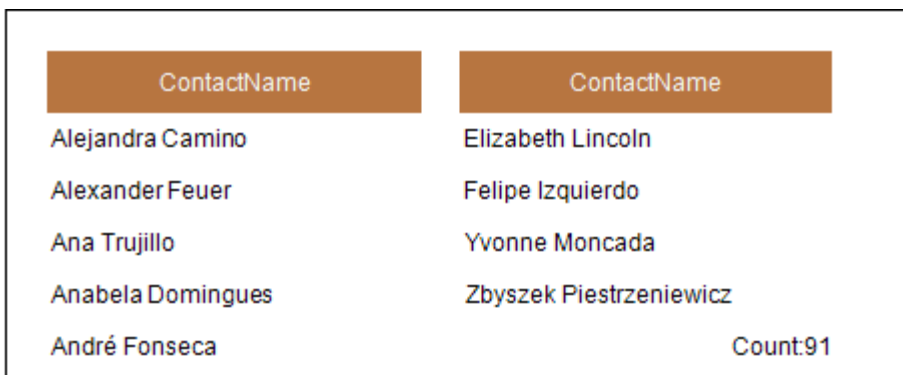 ContactName
Alejandra Camino
Alexander Feuer
Ana Trujillo
Anabela Domingues
André Fonseca
ContactName
Elizabeth Lincoln
Felipe Izquierdo
Yvonne Moncada
Zbyszek Piestrzeniewicz
Count:91